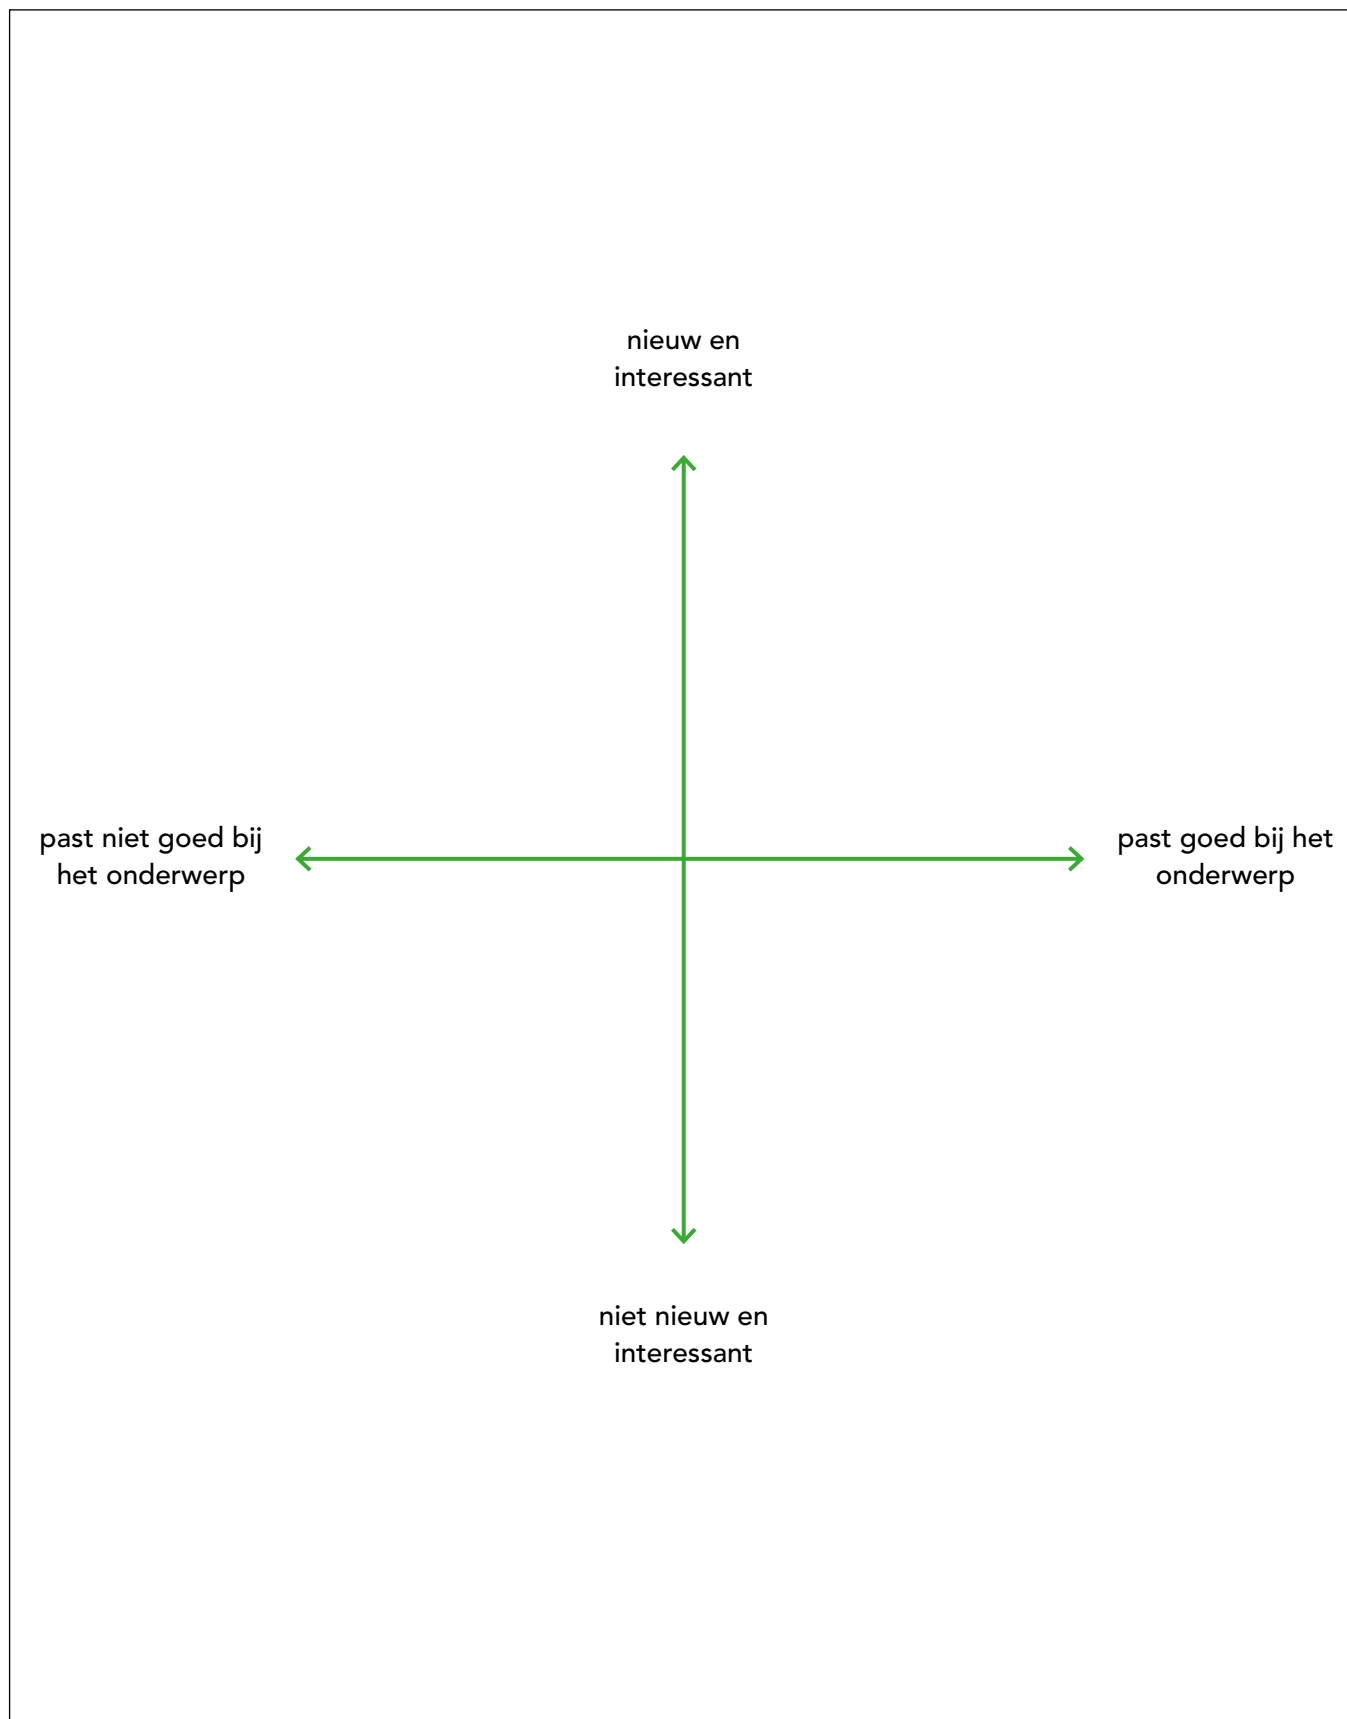 nieuw en
interessant
past niet goed bij
het onderwerp
past goed bij het
onderwerp
niet nieuw en
interessant